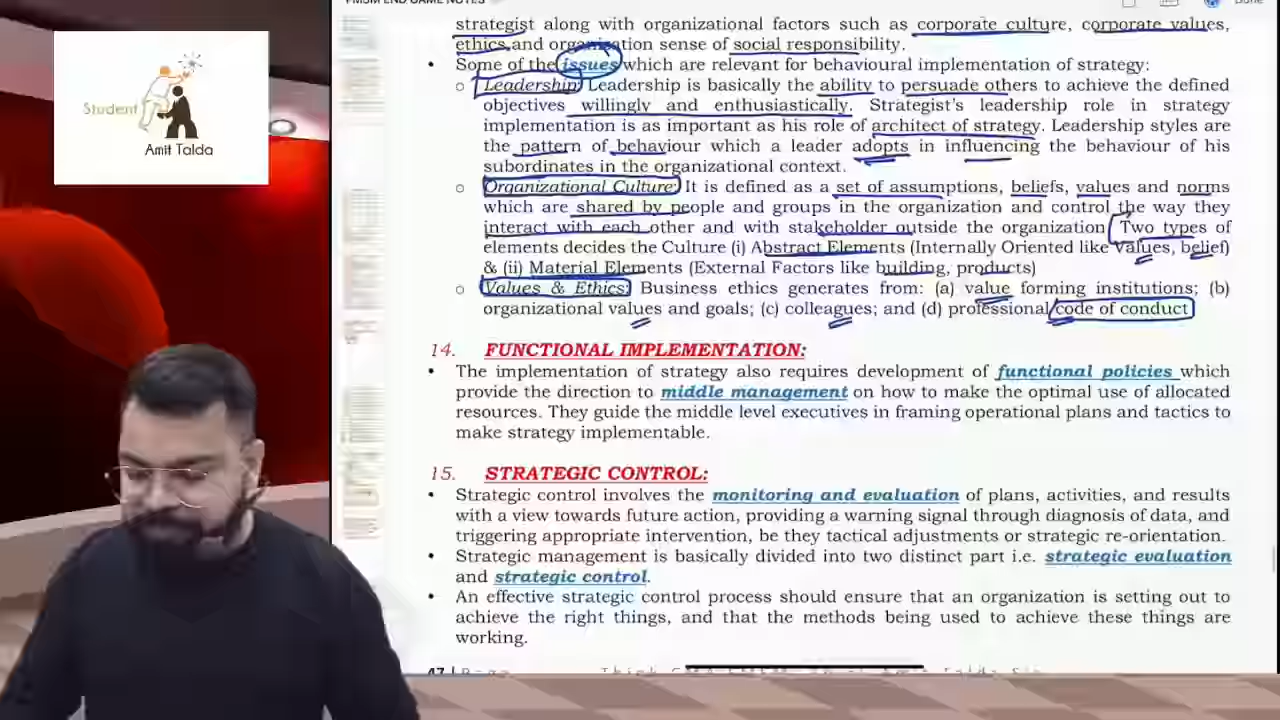 strategist along with organizational factors such as corporate culture, corporate values,
ethics and organisation sense of social responsibility.
• Some of the issues which are relevant in behavioural implementation of strategy
o Leadership: Leadership is basically the ability to persuade others to achieve the defined
objectives willingly and enthusiastically. Strategist's leadership role in strategy
implementation is as important as his role of architect of strategy. Leadership styles are
the pattern of behaviour which a leader adopts in influencing the behaviour of his
subordinates in the organizational context.
o Organizational Culture: It is defined as a set of assumptions, beliefs, values and
which are shared by people and groups in the organization and control the way they
interact with each other and with stakeholder outside the organization. Two types of
elements decide the Culture: (i) Abstract Elements (Internally Values, belief)
& (ii) Material Elements (External Factors like building, products)
o Values & Ethics: Business ethics generates from: (a) value forming institutions; (b)
organizational values and goals; (c) colleagues; and (d) professional code of conduct
14. FUNCTIONAL IMPLEMENTATION:
• The implementation of strategy also requires development of functional policies which
provide the direction to middle management on how to make the optimal use of allocated
resources. They guide the middle level executives in framing operational plans and tactics to
make strategy implementable.
15. STRATEGIC CONTROL:
• Strategic control involves the monitoring and evaluation of plans, activities, and results
with a view towards future action, providing a warning signal through diagnosis of data, and
triggering appropriate intervention, be they tactical adjustments or strategic re-orientation.
• Strategic management is basically divided into two distinct part i.e. strategic evaluation
and strategic control.
• An effective strategic control process should ensure that an organization is setting out to
achieve the right things, and that the methods being used to achieve these things are
working.
Student
Amit Talda